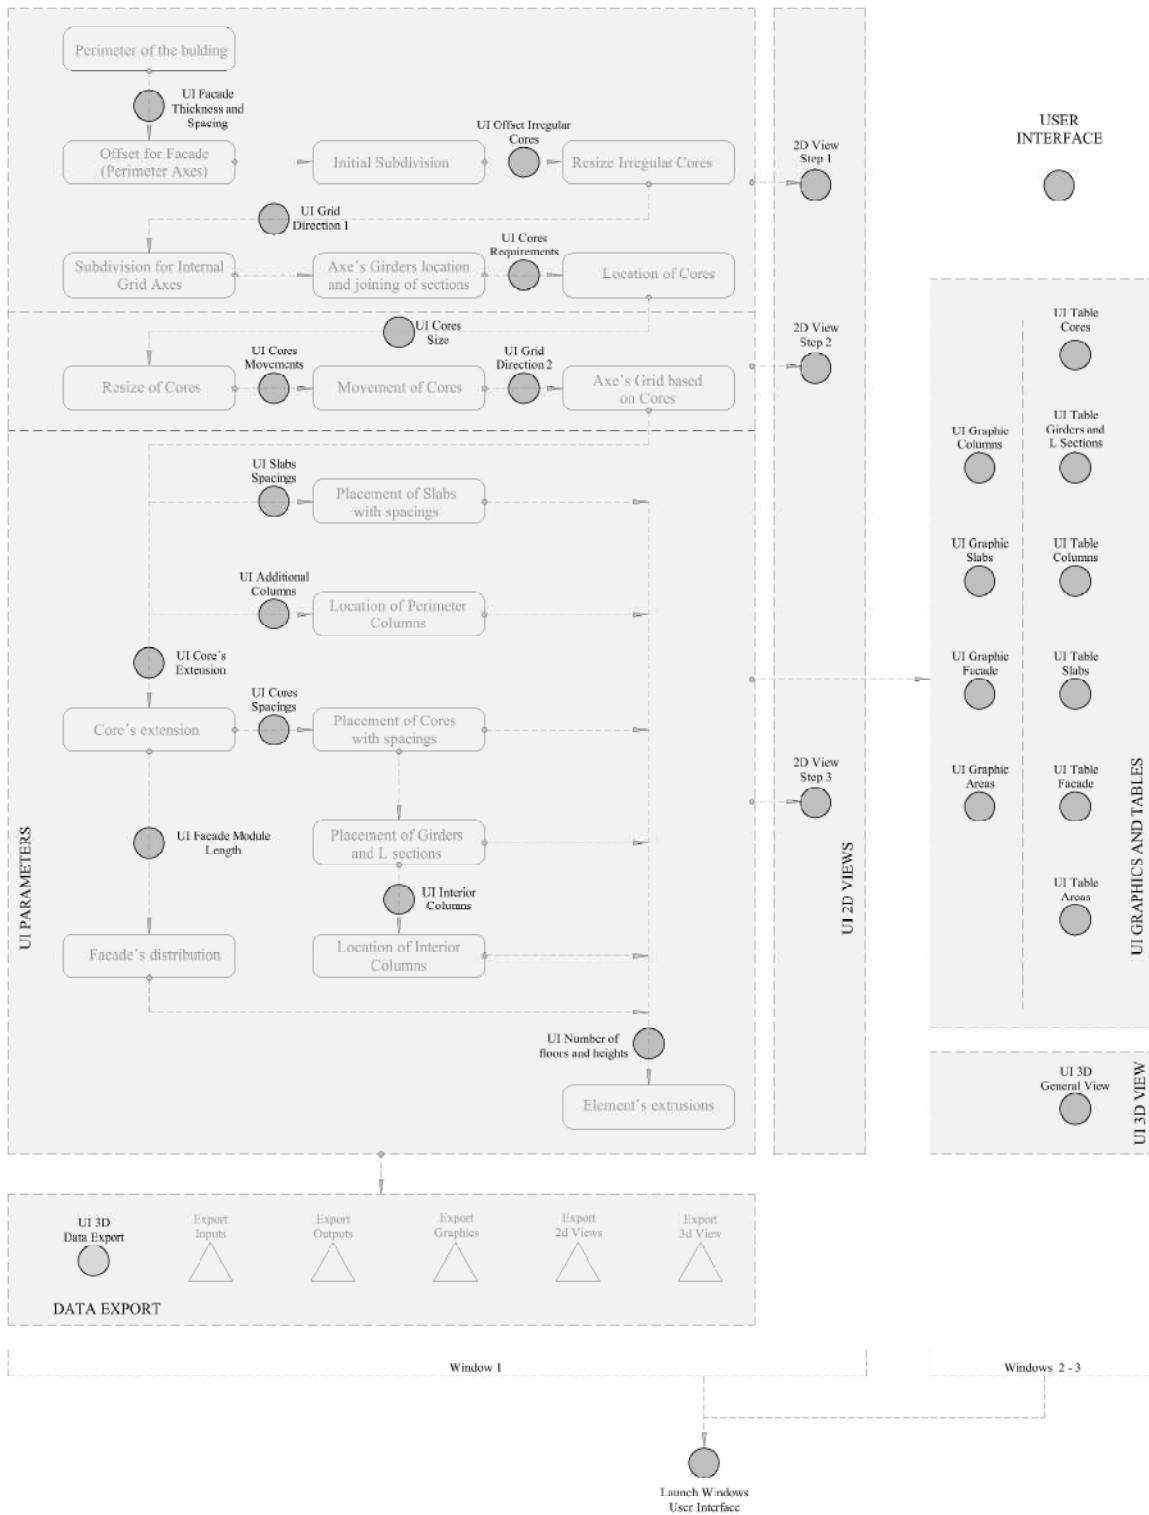 Perimeter of the bulding
UI Facade
Thickness and
Spacing
Offset for Facade
(Perimeter Axes)
Initial Subdivision
UI Offset Irregular
Cores
Resize Irregular Cores
UI Grid
Direction 1
Subdivision for Internal
Grid Axes
Axe´s Girders location
and joining of sections
UI Cores
Requirements
Location of Cores
UI Cores
Size
Resize of Cores
UI Cores
Movements
Movement of Cores
UI Grid
Direction 2
Axe´s Grid based
on Cores
UI Slabs
Spacings
Placement of Slabs
with spacings
UI Additional
Columns
Location of Perimeter
Columns
UI Core´s
Extension
Core´s extension
UI Cores
Spacings
Placement of Cores
with spacings
UI Facade Module
Length
Placement of Girders
and L sections
UI Interior
Columns
Facade´s distribution
Location of Interior
Columns
UI Number of
floors and heights
Element´s extrusions
UI PARAMETERS
2D View
Step 1
2D View
Step 2
2D View
Step 3
UI 2D VIEWS
USER
INTERFACE
UI Table
Cores
UI Graphic
Columns
UI Table
Girders and
L Sections
UI Graphic
Slabs
UI Table
Columns
UI Graphic
Facade
UI Table
Slabs
UI Graphic
Areas
UI Table
Facade
UI Table
Areas
UI GRAPHICS AND TABLES
UI 3D
General View
UI 3D VIEW
UI 3D
Data Export
Export
Inputs
Export
Outputs
Export
Graphics
Export
2d Views
Export
3d View
DATA EXPORT
Window 1
Windows 2 - 3
Launch Windows
User Interface